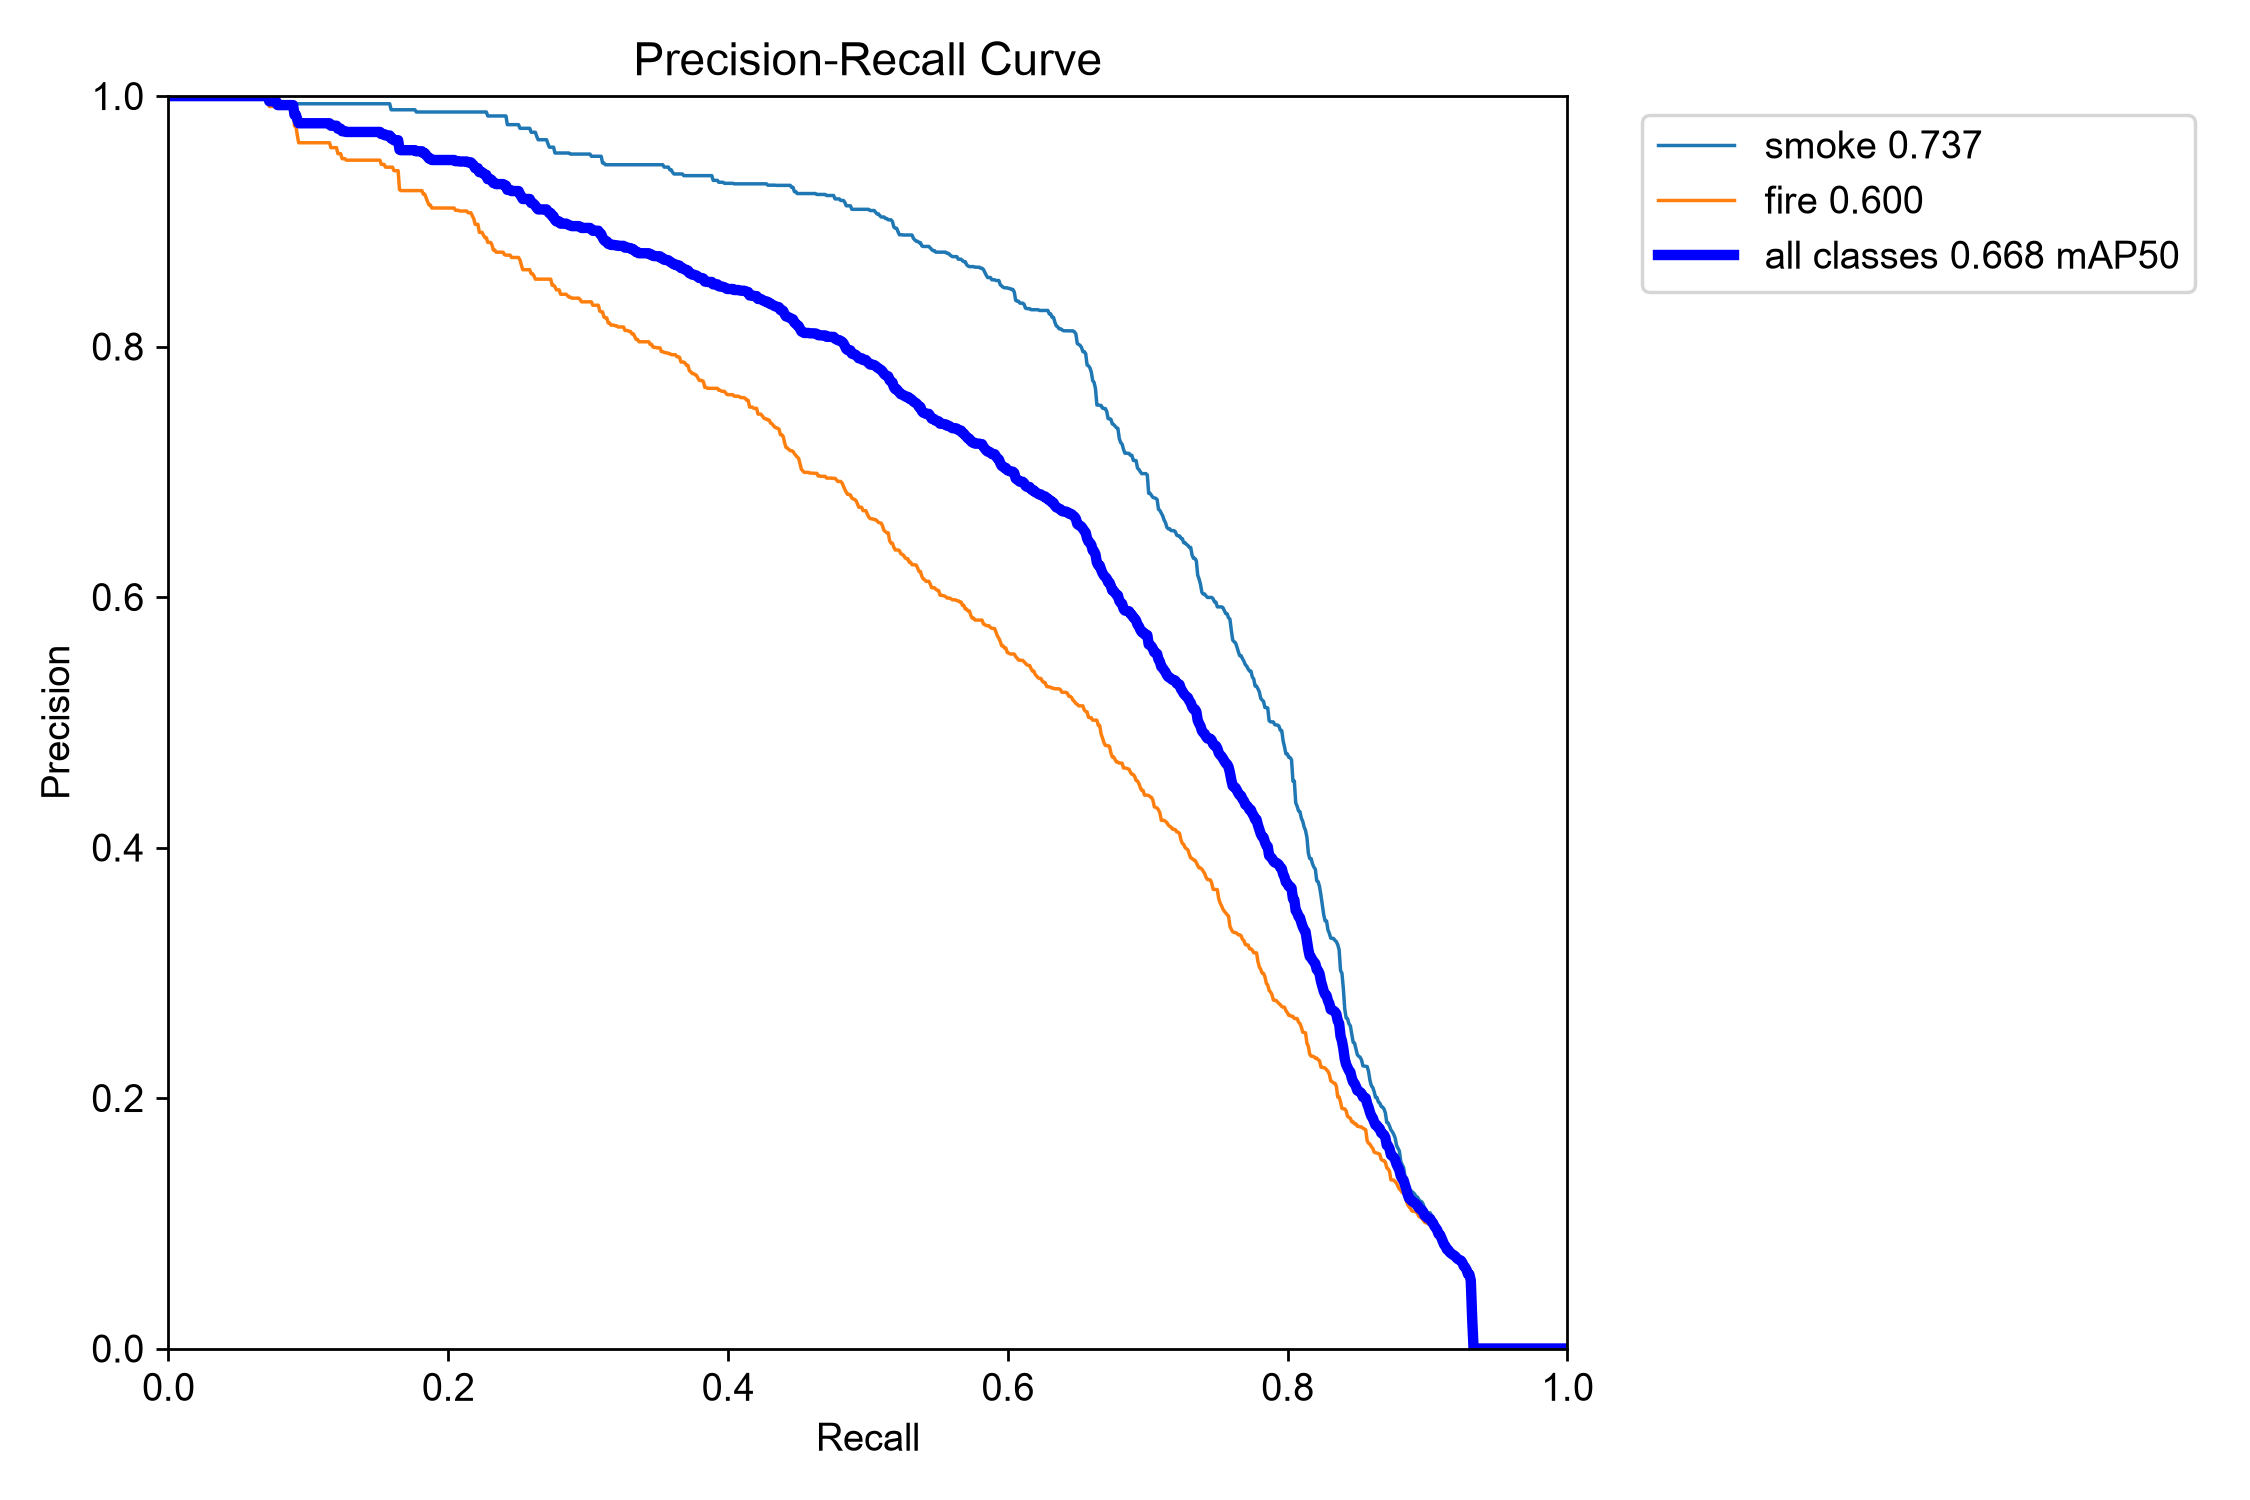 Precision-Recall Curve
1.0
0.8
0.6
0.4
0.2
0.0
Precision
0.0 0.2 0.4 0.6 0.8 1.0
Recall
smoke 0.737
fire 0.600
all classes 0.668 mAP50